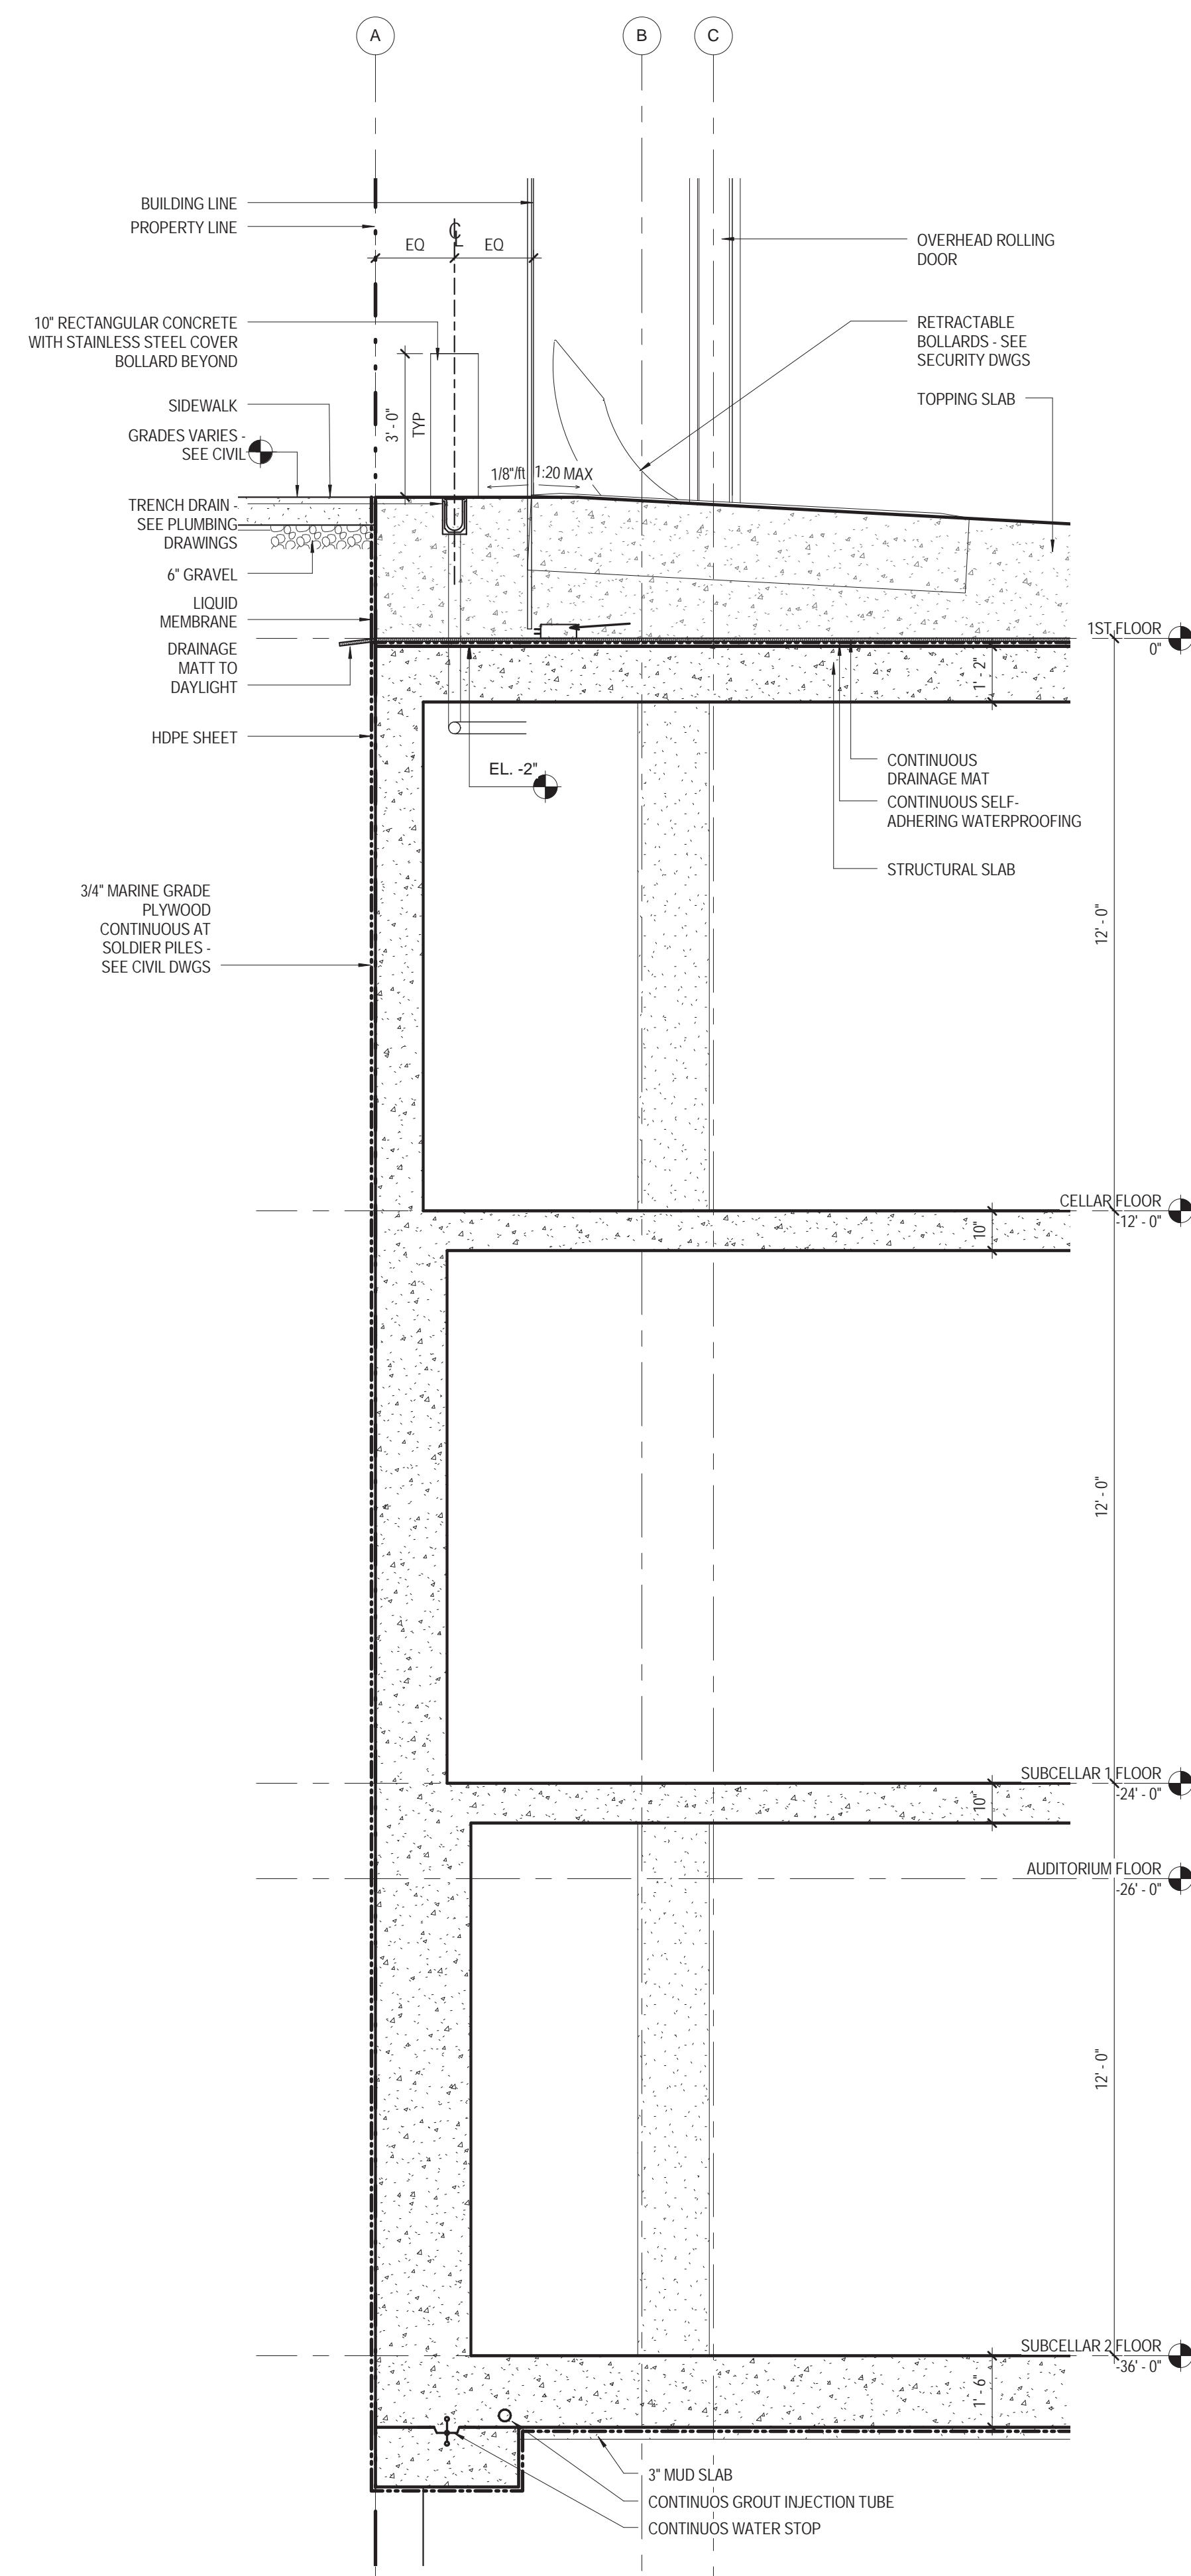 A
B
C
BUILDING LINE
PROPERTY LINE
EQ
CL
EQ
OVERHEAD ROLLING
DOOR
10" RECTANGULAR CONCRETE
WITH STAINLESS STEEL COVER
BOLLARD BEYOND
RETRACTABLE
BOLLARDS - SEE
SECURITY DWGS
SIDEWALK
TOPPING SLAB
3' - 0"
TYP
GRADES VARIES -
SEE CIVIL
1/8"/ft
1:20 MAX
TRENCH DRAIN -
SEE PLUMBING
DRAWINGS
6" GRAVEL
LIQUID
MEMBRANE
DRAINAGE
MATT TO
DAYLIGHT
1ST FLOOR
0"
1' - 2"
HDPE SHEET
EL. -2"
CONTINUOUS
DRAINAGE MAT
CONTINUOUS SELF-
ADHERING WATERPROOFING
STRUCTURAL SLAB
3/4" MARINE GRADE
PLYWOOD
CONTINUOUS AT
SOLDIER PILES -
SEE CIVIL DWGS
12' - 0"
CELLAR FLOOR
-12' - 0"
10"
12' - 0"
SUBCELLAR 1 FLOOR
-24' - 0"
10"
AUDITORIUM FLOOR
-26' - 0"
12' - 0"
SUBCELLAR 2 FLOOR
-36' - 0"
1' - 6"
3" MUD SLAB
CONTINUOS GROUT INJECTION TUBE
CONTINUOS WATER STOP